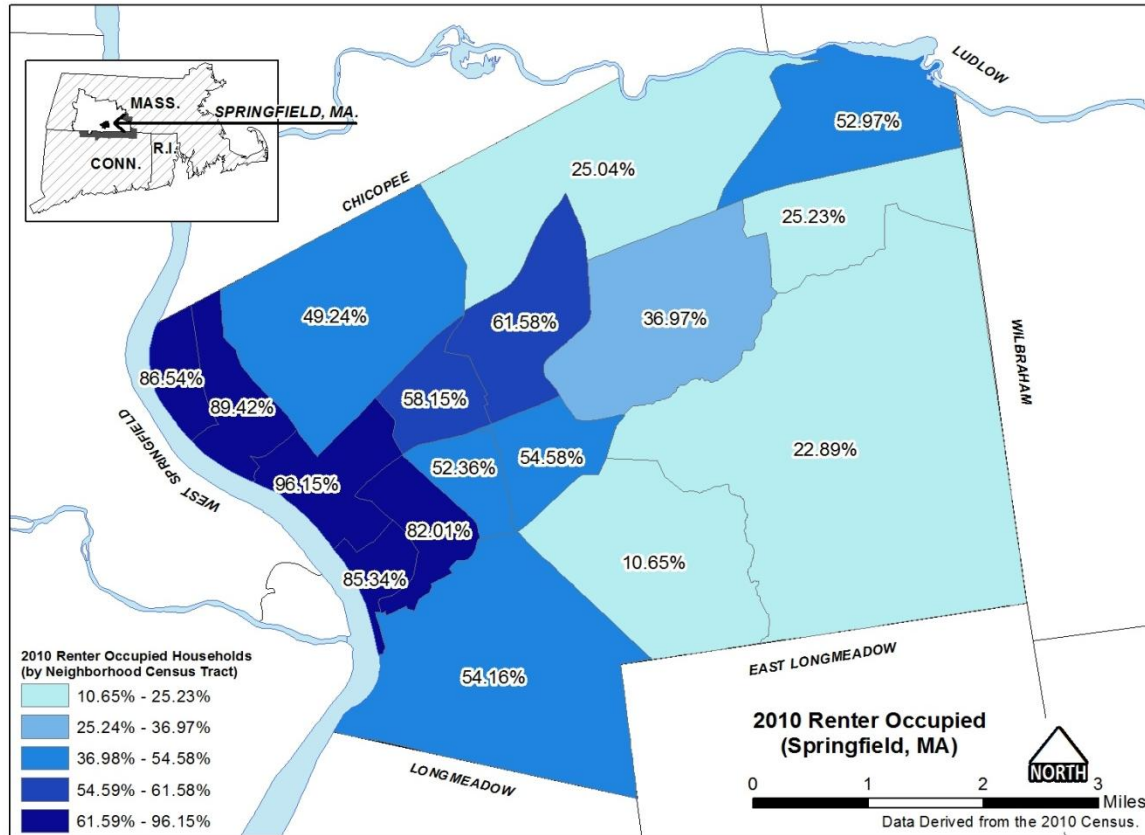 LUDLOW
MASS.
SPRINGFIELD, MA.
R.I.
CONN.
52.97%
25.04%
CHICOPEE
25.23%
49.24%
61.58%
36.97%
WILBRAHAM
86.54%
89.42%
58.15%
WEST SPRINGFIELD
52.36%
54.58%
22.89%
96.15%
82.01%
85.34%
10.65%
54.16%
EAST LONGMEADOW
LONGMEADOW
2010 Renter Occupied Households
(by Neighborhood Census Tract)
10.65% - 25.23%
25.24% - 36.97%
36.98% - 54.58%
54.59% - 61.58%
61.59% - 96.15%
2010 Renter Occupied
(Springfield, MA)
NORTH
0 1 2 3
Miles
Data Derived from the 2010 Census.